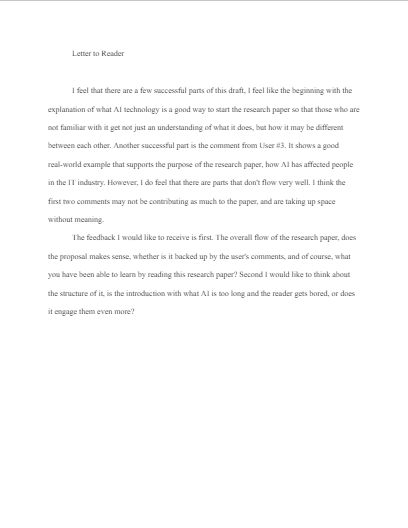 Letter to Reader
I feel that there are a few successful parts of this draft, I feel like the beginning with the
explanation of what AI technology is a good way to start the research paper so that those who are
not familiar with it get not just an understanding of what it does, but how it may be different
between each other. Another successful part is the comment from User #3. It shows a good
real-world example that supports the purpose of the research paper, how AI has affected people
in the IT industry. However, I do feel that there are parts that don't flow very well. I think the
first two comments may not be contributing as much to the paper, and are taking up space
without meaning.
The feedback I would like to receive is first. The overall flow of the research paper, does
the proposal makes sense, whether is it backed up by the user's comments, and of course, what
you have been able to learn by reading this research paper? Second I would like to think about
the structure of it, is the introduction with what AI is too long and the reader gets bored, or does
it engage them even more?